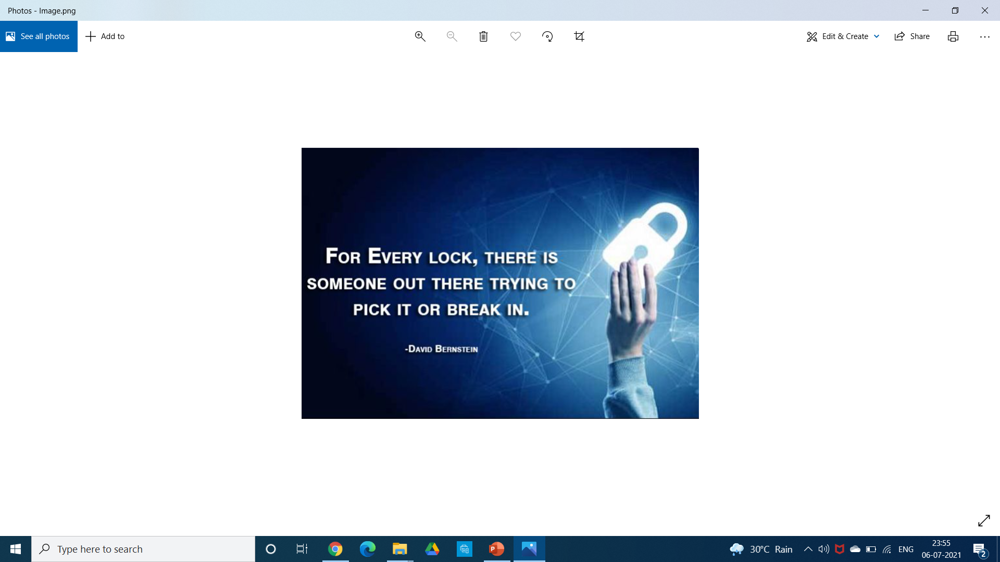 Photos - Image.png
See all photos
Add to
Edit & Create
Share
FOR EVERY LOCK, THERE IS
SOMEONE OUT THERE TRYING TO
PICK IT OR BREAK IN.
-DAVID BERNSTEIN
Type here to search
P
30°C Rain
ENG
23:55
06-07-2021
2